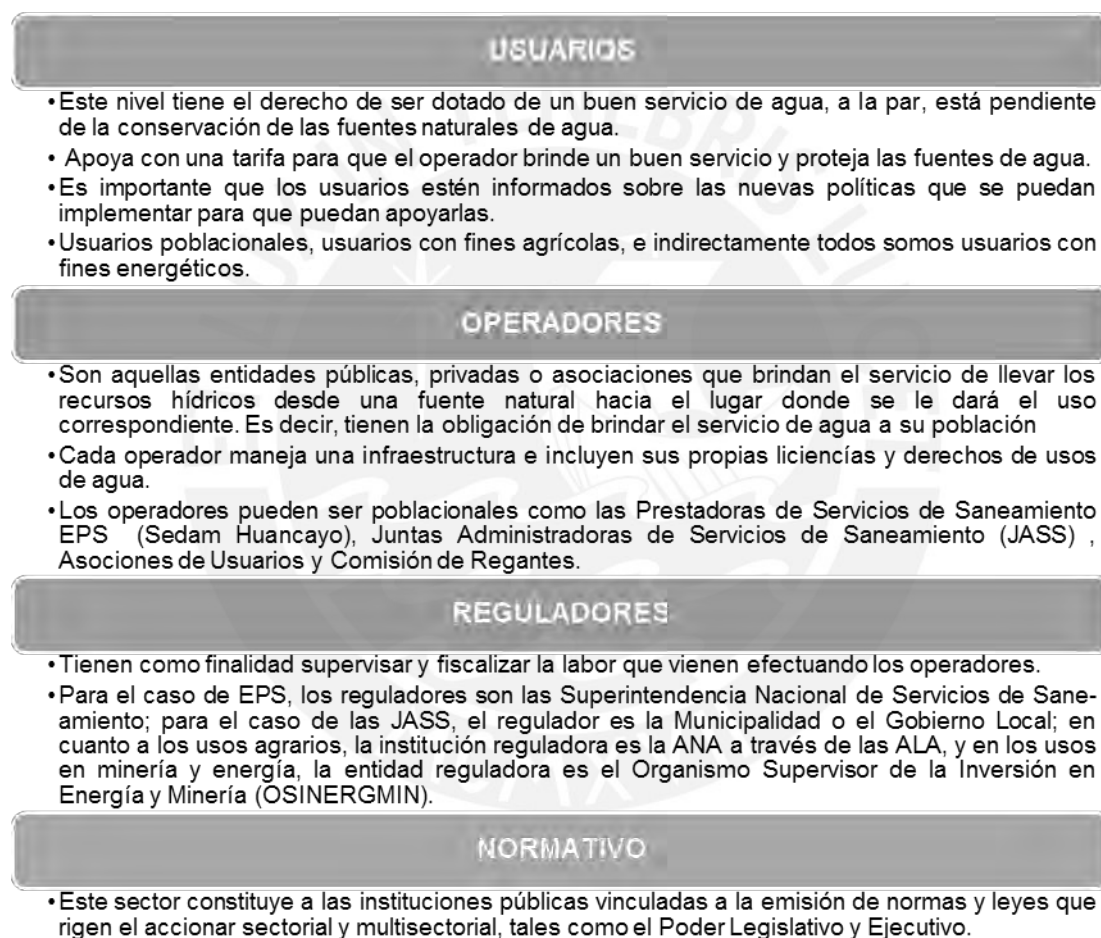 USUARIOS
•Este nivel tiene el derecho de ser dotado de un buen servicio de agua, a la par, está pendiente
de la conservación de las fuentes naturales de agua.
• Apoya con una tarifa para que el operador brinde un buen servicio y proteja las fuentes de agua.
•Es importante que los usuarios estén informados sobre las nuevas políticas que se puedan
implementar para que puedan apoyarlas.
•Usuarios poblacionales, usuarios con fines agrícolas, e indirectamente todos somos usuarios con
fines energéticos.
OPERADORES
•Son aquellas entidades públicas, privadas o asociaciones que brindan el servicio de llevar los
recursos hídricos desde una fuente natural hacia el lugar donde se le dará el uso
correspondiente. Es decir, tienen la obligación de brindar el servicio de agua a su población
•Cada operador maneja una infraestructura e incluyen sus propias liciencías y derechos de usos
de agua.
•Los operadores pueden ser poblacionales como las Prestadoras de Servicios de Saneamiento
EPS (Sedam Huancayo), Juntas Administradoras de Servicios de Saneamiento (JASS) ,
Asociones de Usuarios y Comisión de Regantes.
REGULADORES
•Tienen como finalidad supervisar y fiscalizar la labor que vienen efectuando los operadores.
•Para el caso de EPS, los reguladores son las Superintendencia Nacional de Servicios de Sane-
amiento; para el caso de las JASS, el regulador es la Municipalidad o el Gobierno Local; en
cuanto a los usos agrarios, la institución reguladora es la ANA a través de las ALA, y en los usos
en minería y energía, la entidad reguladora es el Organismo Supervisor de la Inversión en
Energía y Minería (OSINERGMIN).
NORMATIVO
•Este sector constituye a las instituciones públicas vinculadas a la emisión de normas y leyes que
rigen el accionar sectorial y multisectorial, tales como el Poder Legislativo y Ejecutivo.